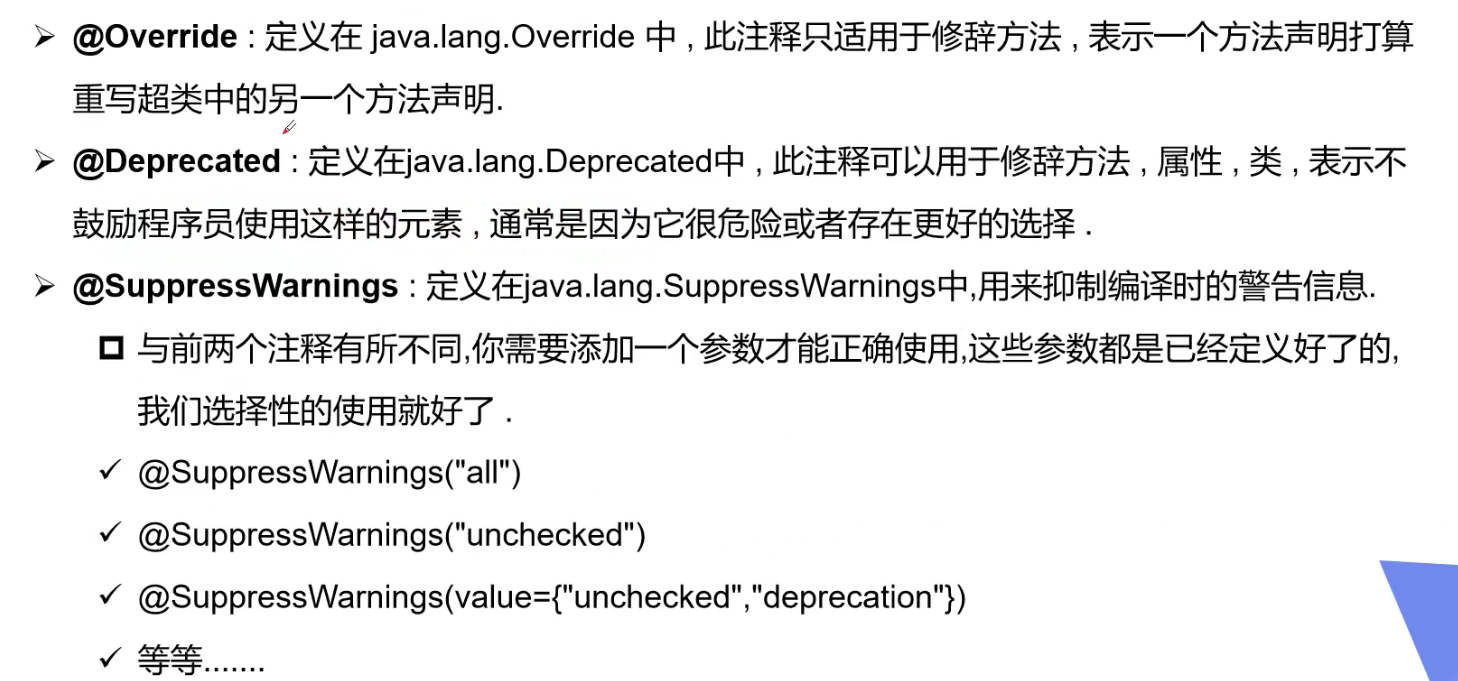 ➢ @Override : 定义在 java.lang.Override 中 , 此注释只适用于修辞方法 , 表示一个方法声明打算
重写超类中的另一个方法声明.
➢ @Deprecated : 定义在java.lang.Deprecated中 , 此注释可以用于修辞方法 , 属性 , 类 , 表示不
鼓励程序员使用这样的元素 , 通常是因为它很危险或者存在更好的选择 .
➢ @SuppressWarnings : 定义在java.lang.SuppressWarnings中,用来抑制编译时的警告信息.
◘ 与前两个注释有所不同,你需要添加一个参数才能正确使用,这些参数都是已经定义好了的,
我们选择性的使用就好了 .
✓ @SuppressWarnings("all")
✓ @SuppressWarnings("unchecked")
✓ @SuppressWarnings(value={"unchecked","deprecation"})
✓ 等等.......